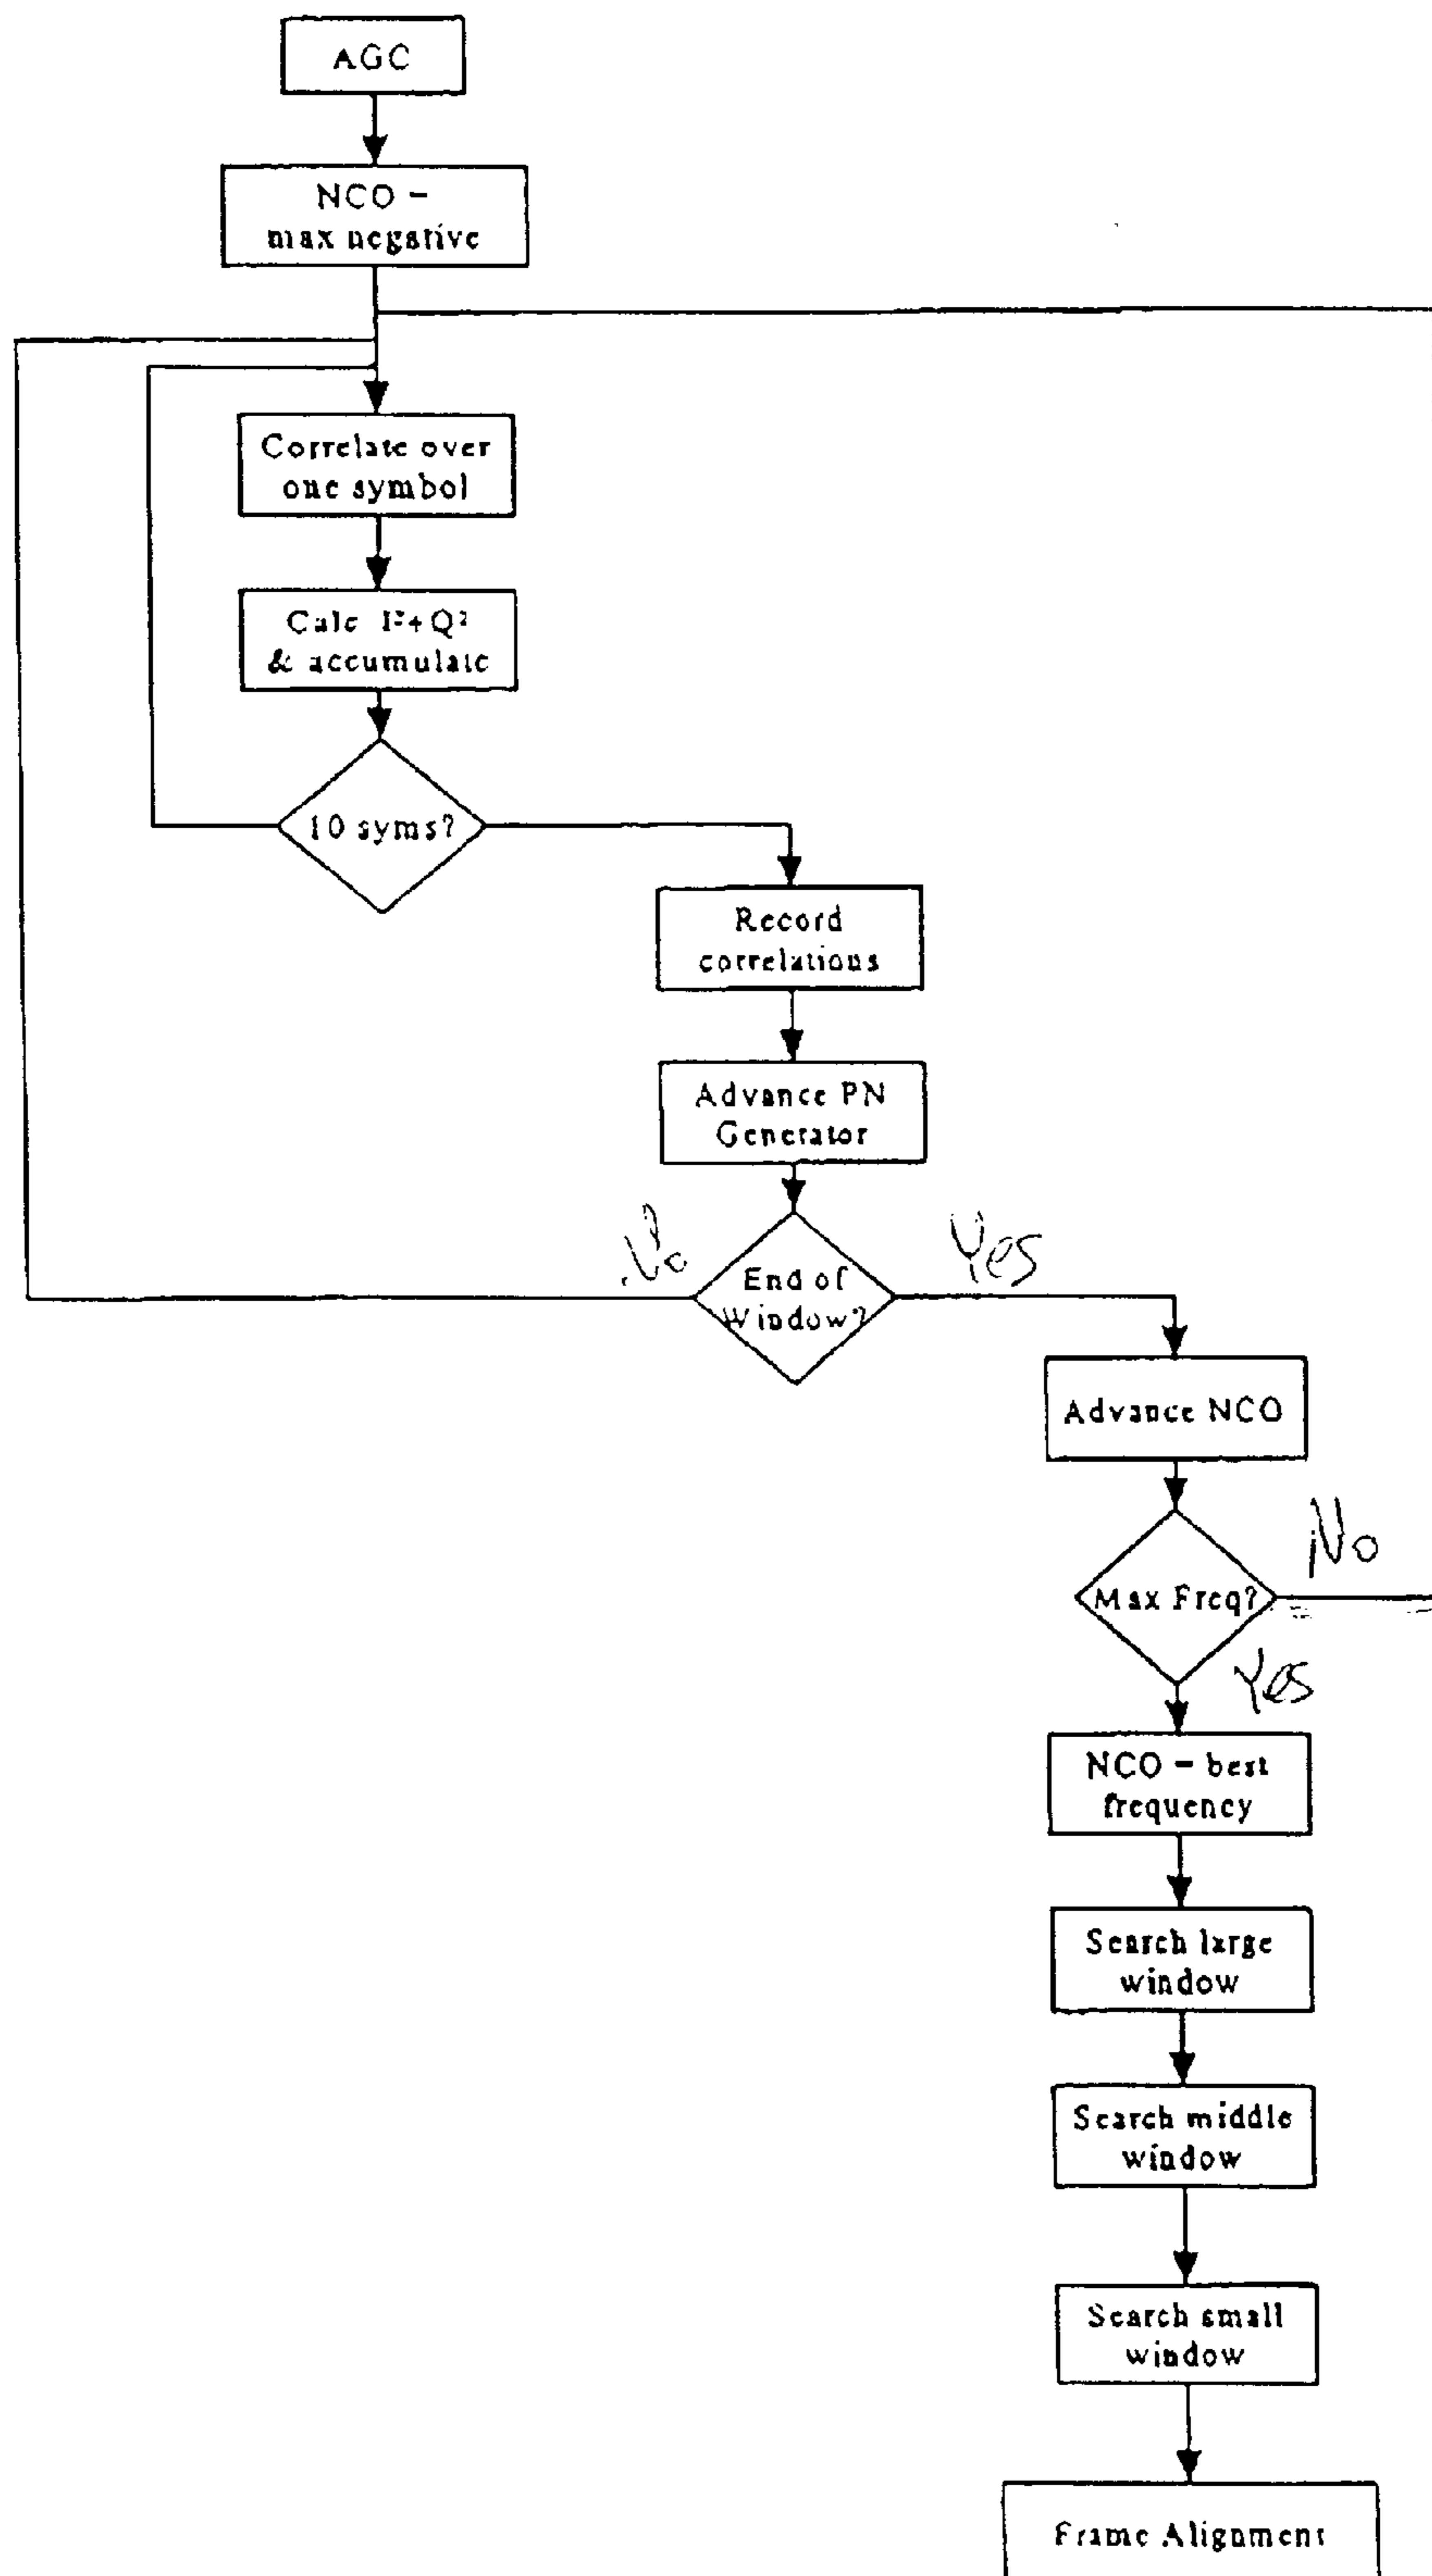 AGC
NCO –
max negative
Correlate over
one symbol
Calc I²+Q²
& accumulate
10 syms?
Record
correlations
Advance PN
Generator
No
Yes
End of
Window?
Advance NCO
No
Max Freq?
Yes
NCO – best
frequency
Search large
window
Search middle
window
Search small
window
Frame Alignment